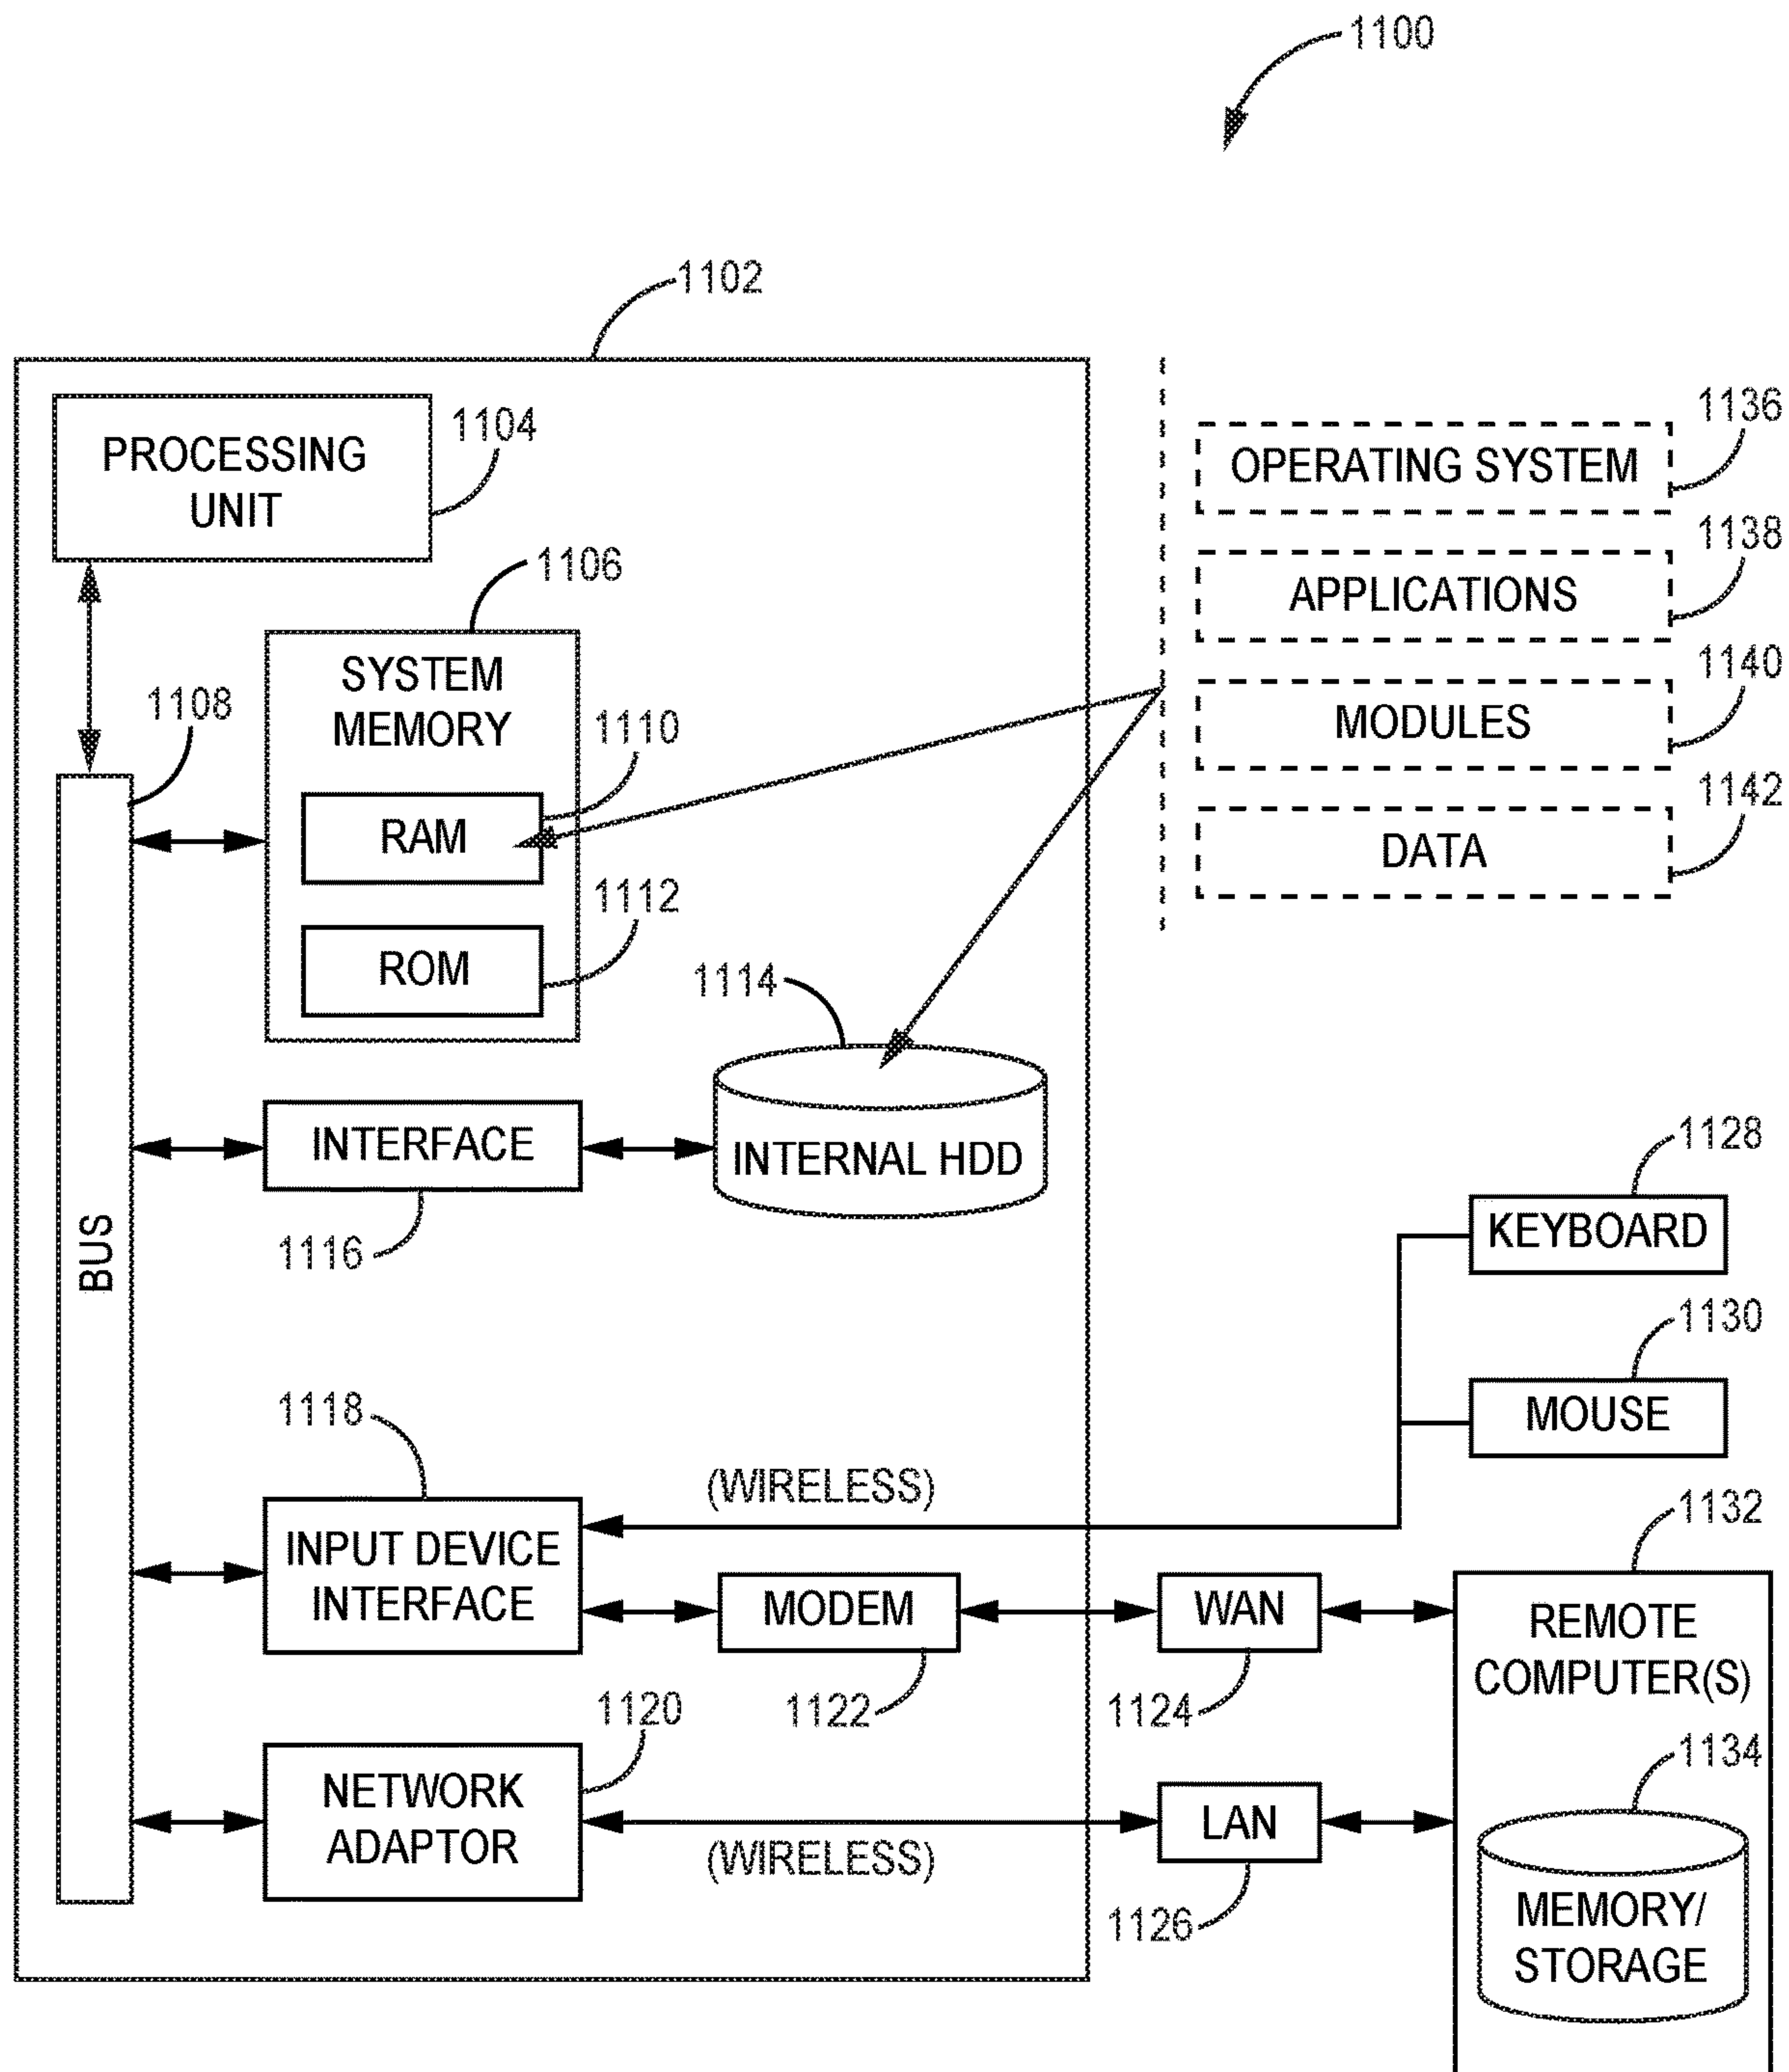 1100
1102
PROCESSING
UNIT
1104
1136
OPERATING SYSTEM
1138
APPLICATIONS
1106
SYSTEM
MEMORY
1140
MODULES
1108
1110
RAM
1142
DATA
1112
ROM
1114
INTERNAL HDD
INTERFACE
1116
BUS
1128
KEYBOARD
1130
MOUSE
1118
(WIRELESS)
INPUT DEVICE
INTERFACE
MODEM
1122
WAN
1124
1132
REMOTE
COMPUTER(S)
1120
NETWORK
ADAPTOR
(WIRELESS)
LAN
1126
1134
MEMORY/
STORAGE